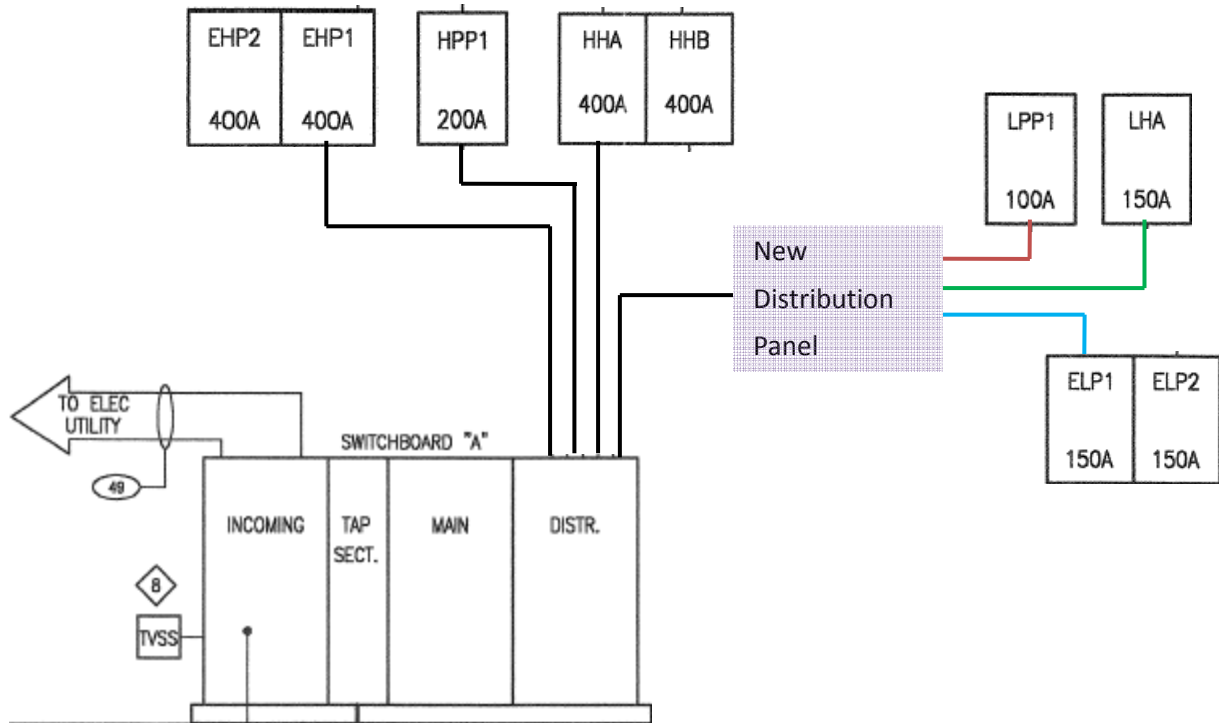 EHP2
400A
EHP1
400A
HPP1
200A
HHA
400A
HHB
400A
LPP1
100A
LHA
150A
New
Distribution
Panel
ELP1
150A
ELP2
150A
TO ELEC
UTILITY
49
SWITCHBOARD "A"
INCOMING
TAP
SECT.
MAIN
DISTR.
8
TVSS